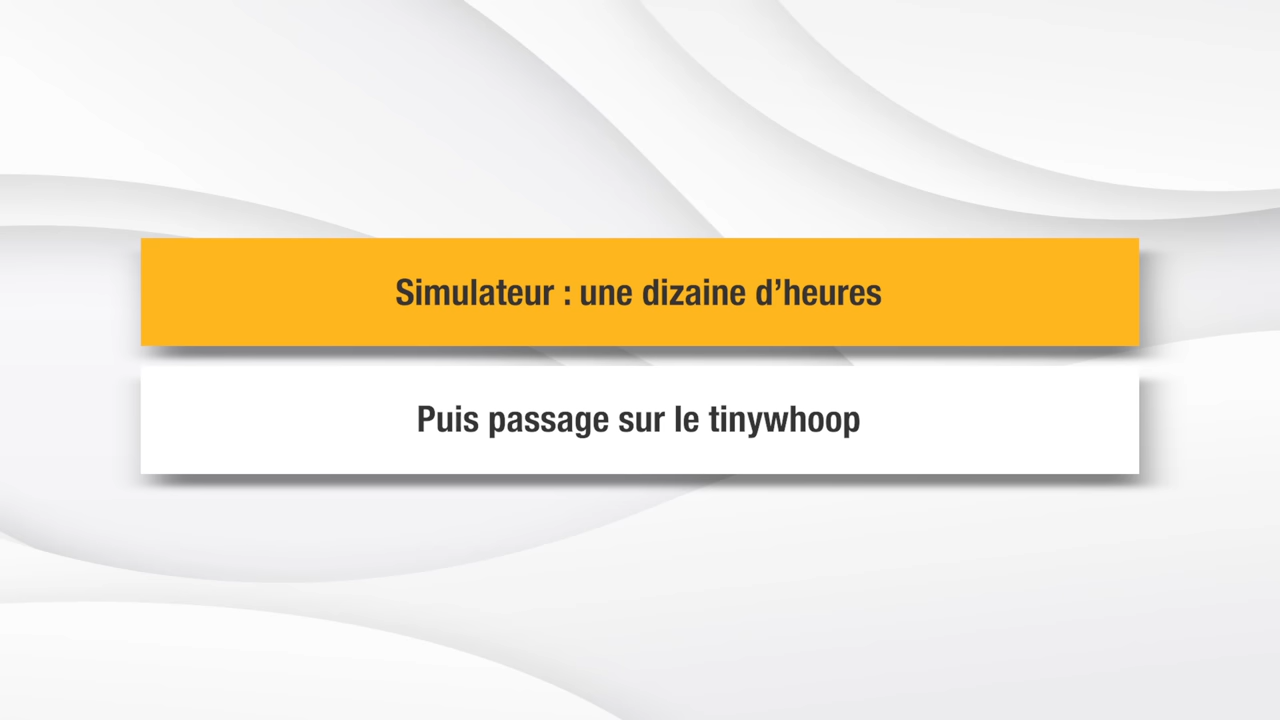 Simulateur : une dizaine d’heures
Puis passage sur le tinywhoop